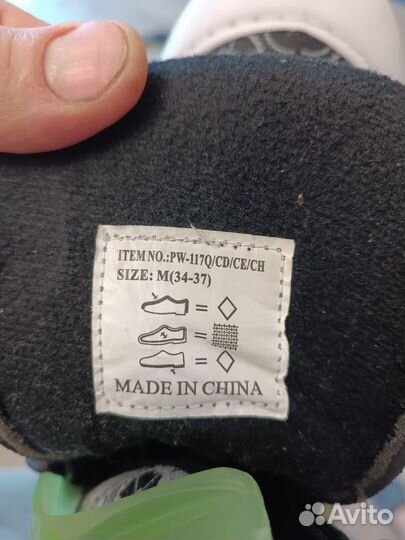 ITEM NO.:PW-117Q/CD/CE/CH
SIZE: M(34-37)
MADE IN CHINA
Avito